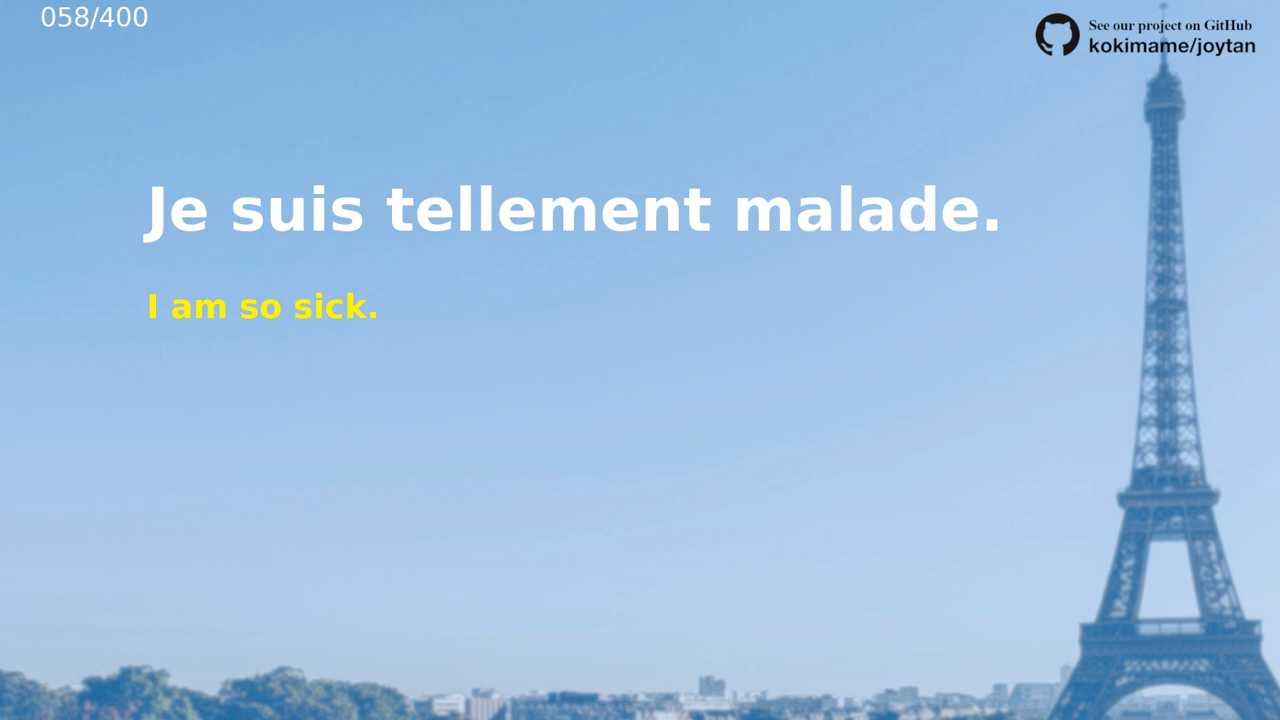 058/400
See our project on GitHub
kokimame/joytan
Je suis tellement malade.
I am so sick.